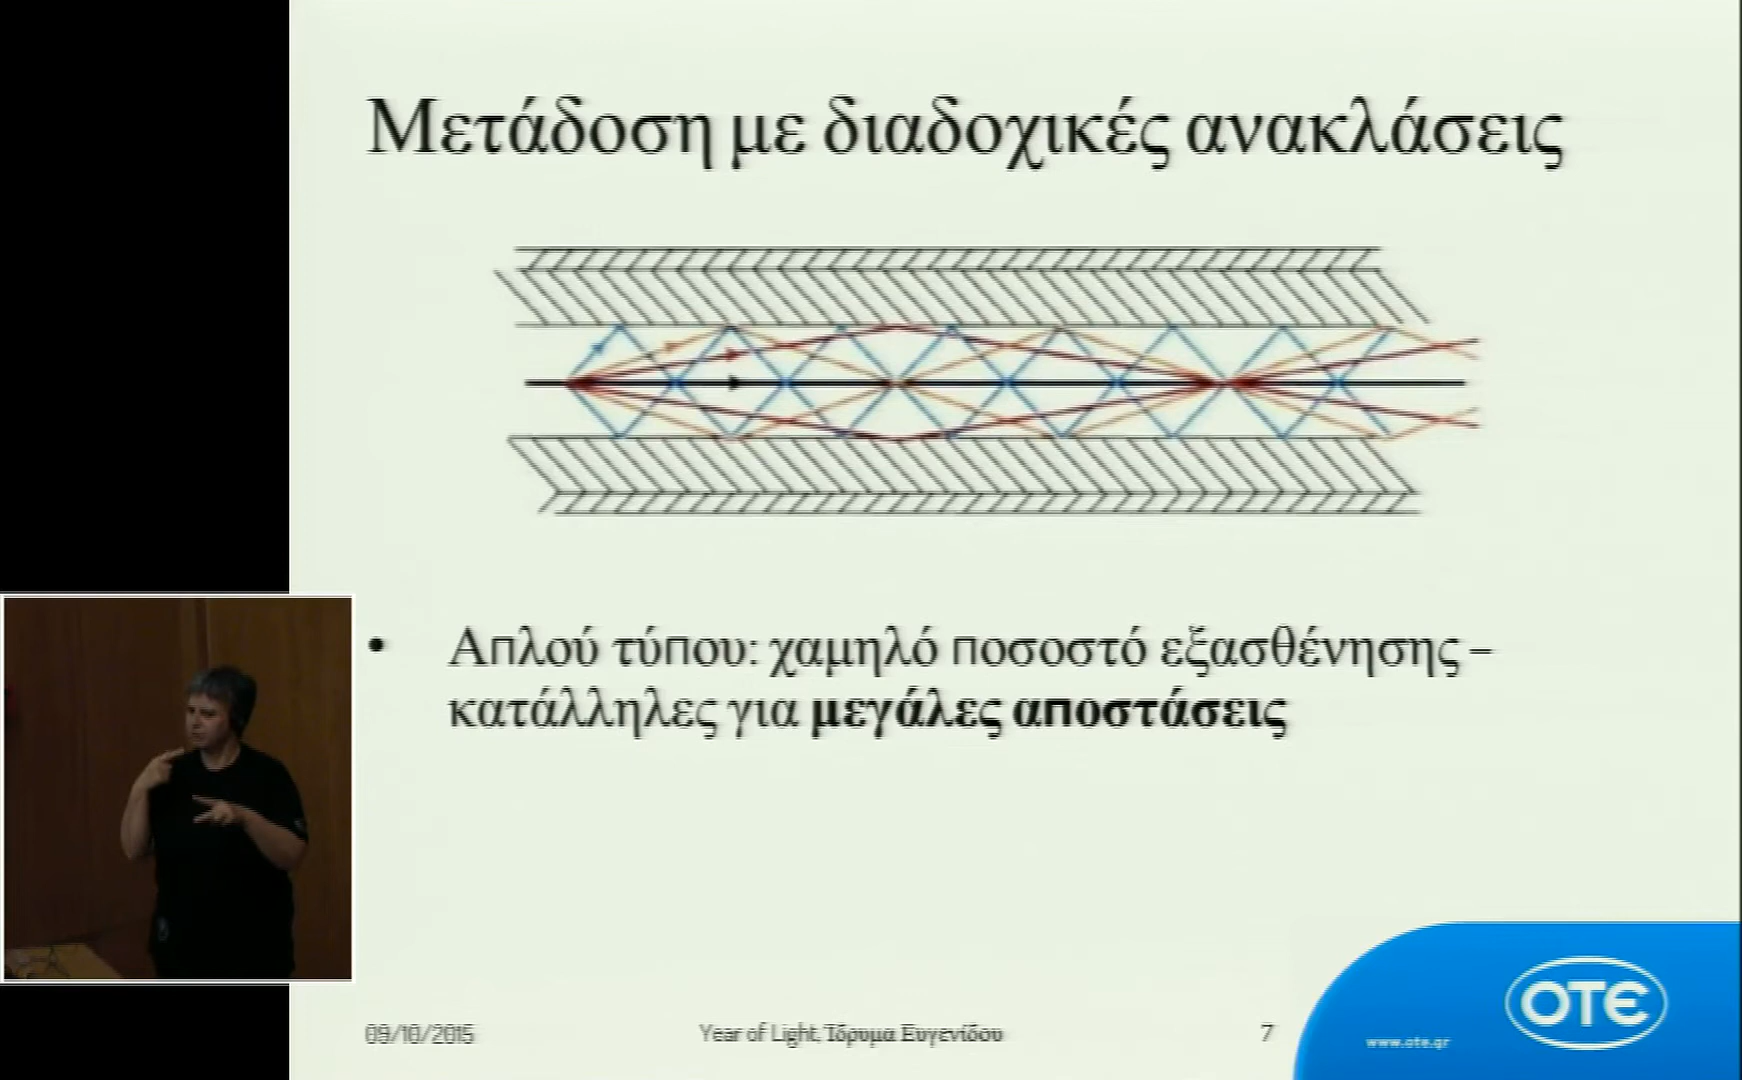 Μετάδοση με διαδοχικές ανακλάσεις
• Απλού τύπου: χαμηλό ποσοστό εξασθένησης –
κατάλληλες για μεγάλες αποστάσεις
09/10/2015
Year of Light, Ίδρυμα Ευγενίδου
7
www.ote.gr
OTE